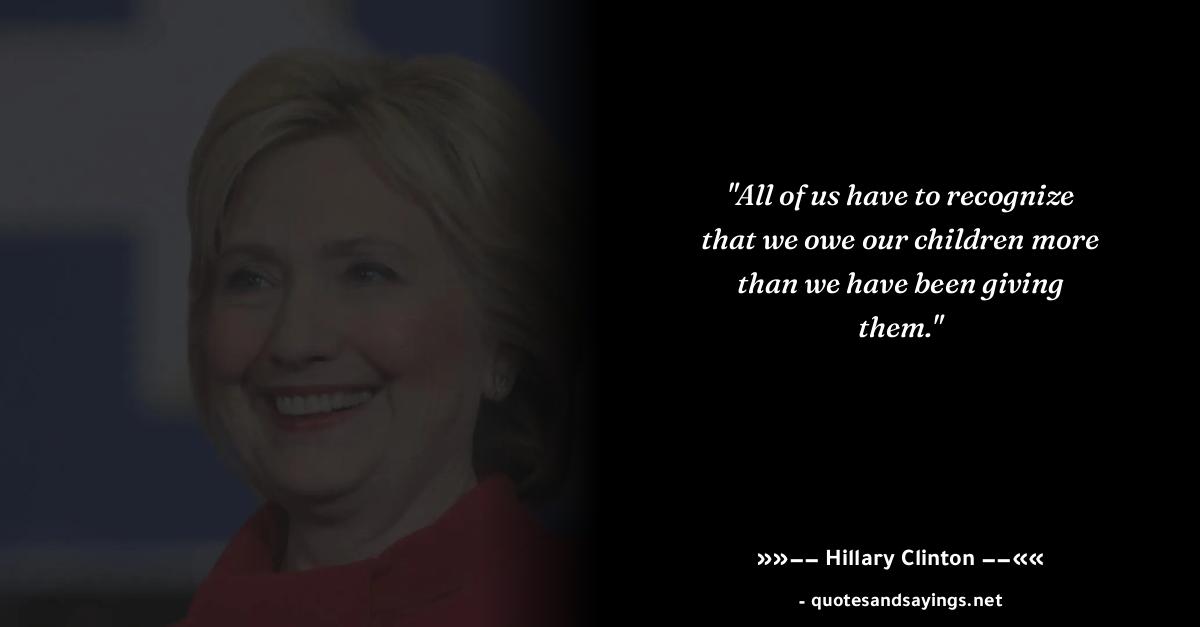 "All of us have to recognize
that we owe our children more
than we have been giving
them."
»»−− Hillary Clinton −−««
- quotesandsayings.net